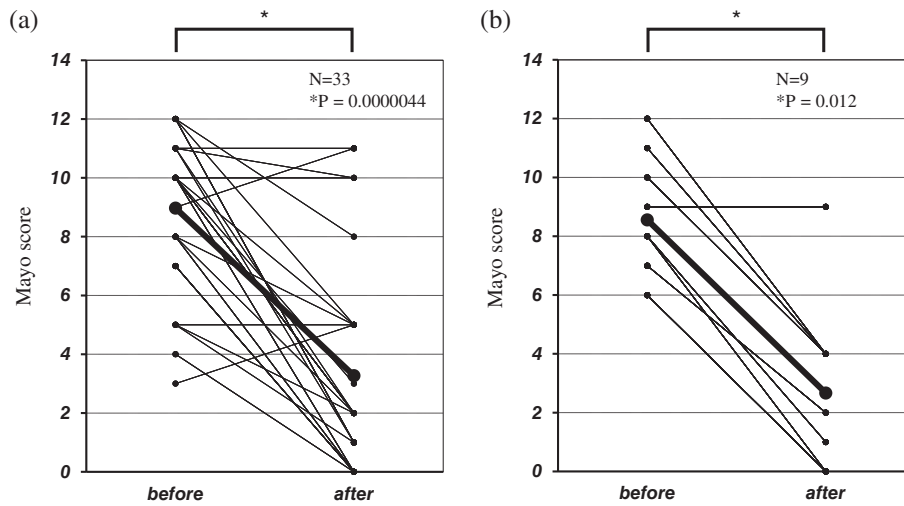 (a)
*
Mayo score
14
12
10
8
6
4
2
0
N=33
*P = 0.0000044
before
after
(b)
*
Mayo score
14
12
10
8
6
4
2
0
N=9
*P = 0.012
before
after